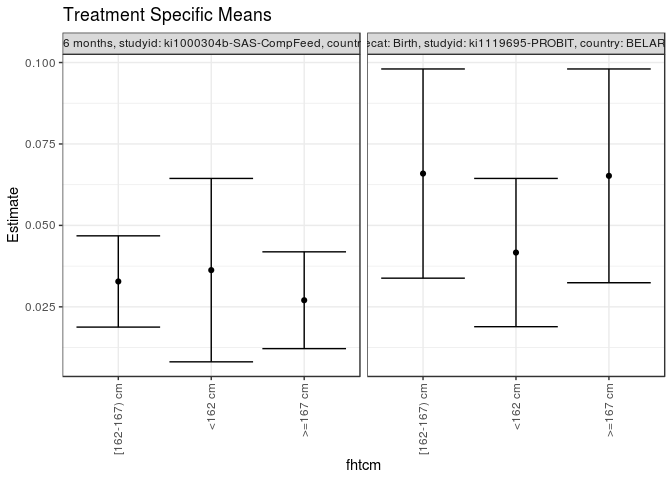 Treatment Specific Means
6 months, studyid: ki1000304b-SAS-CompFeed, countr
ecat: Birth, studyid: ki1119695-PROBIT, country: BELAR
0.100
0.075
0.050
0.025
Estimate
[162-167) cm
<162 cm
>=167 cm
[162-167) cm
<162 cm
>=167 cm
fhtcm